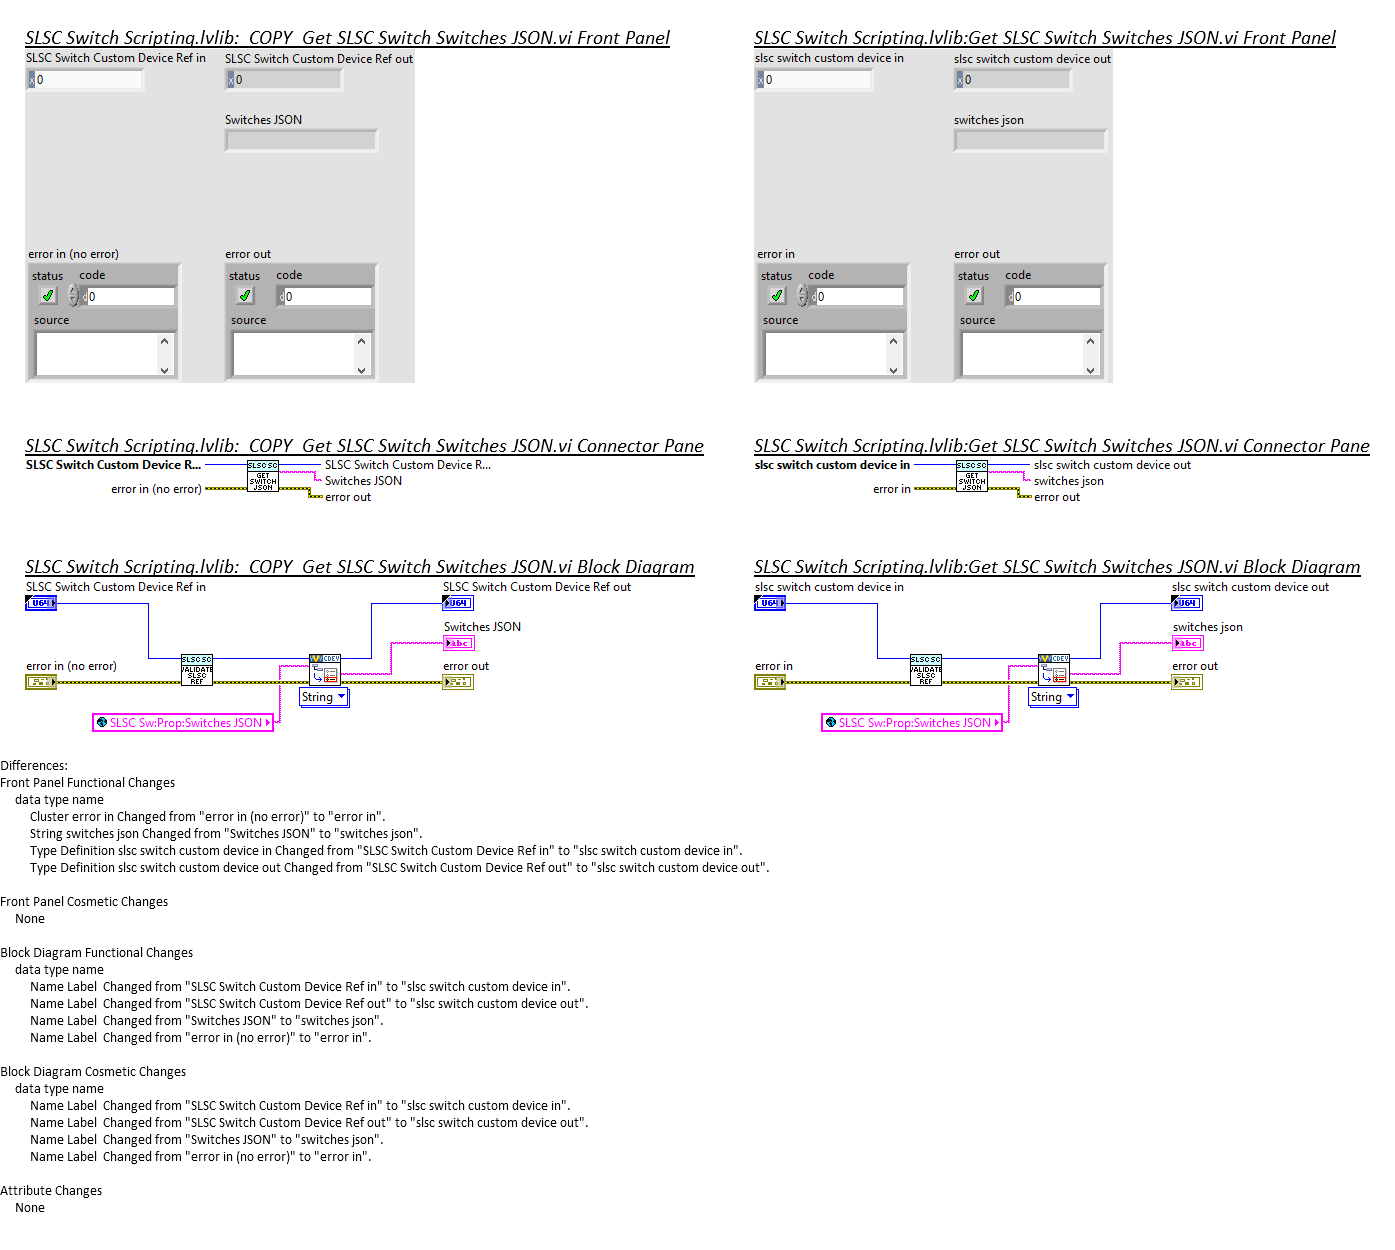 SLSC Switch Scripting.lvlib:_COPY_Get SLSC Switch Switches JSON.vi Front Panel
SLSC Switch Custom Device Ref in
SLSC Switch Custom Device Ref out
x 0
x 0
Switches JSON
error in (no error)
error out
status
code
status
code
d 0
d 0
source
source
SLSC Switch Scripting.lvlib:Get SLSC Switch Switches JSON.vi Front Panel
slsc switch custom device in
slsc switch custom device out
x 0
x 0
switches json
error in
error out
status
code
status
code
d 0
d 0
source
source
SLSC Switch Scripting.lvlib:_COPY_Get SLSC Switch Switches JSON.vi Connector Pane
SLSC Switch Custom Device R...
SLSC SC
SLSC Switch Custom Device R...
GET
SWITCH
JSON
Switches JSON
error in (no error)
error out
SLSC Switch Scripting.lvlib:Get SLSC Switch Switches JSON.vi Connector Pane
slsc switch custom device in
SLSC SC
slsc switch custom device out
GET
SWITCH
JSON
switches json
error in
error out
SLSC Switch Scripting.lvlib:_COPY_Get SLSC Switch Switches JSON.vi Block Diagram
SLSC Switch Custom Device Ref in
SLSC Switch Custom Device Ref out
U64
U64
Switches JSON
abc
error in (no error)
SLSC SC
VALIDATE
SLSC
REF
CDEV
error out
String
SLSC Sw:Prop:Switches JSON
SLSC Switch Scripting.lvlib:Get SLSC Switch Switches JSON.vi Block Diagram
slsc switch custom device in
slsc switch custom device out
U64
U64
switches json
abc
error in
SLSC SC
VALIDATE
SLSC
REF
CDEV
error out
String
SLSC Sw:Prop:Switches JSON
Differences:
Front Panel Functional Changes
data type name
Cluster error in Changed from "error in (no error)" to "error in".
String switches json Changed from "Switches JSON" to "switches json".
Type Definition slsc switch custom device in Changed from "SLSC Switch Custom Device Ref in" to "slsc switch custom device in".
Type Definition slsc switch custom device out Changed from "SLSC Switch Custom Device Ref out" to "slsc switch custom device out".
Front Panel Cosmetic Changes
None
Block Diagram Functional Changes
data type name
Name Label  Changed from "SLSC Switch Custom Device Ref in" to "slsc switch custom device in".
Name Label  Changed from "SLSC Switch Custom Device Ref out" to "slsc switch custom device out".
Name Label  Changed from "Switches JSON" to "switches json".
Name Label  Changed from "error in (no error)" to "error in".
Block Diagram Cosmetic Changes
data type name
Name Label  Changed from "SLSC Switch Custom Device Ref in" to "slsc switch custom device in".
Name Label  Changed from "SLSC Switch Custom Device Ref out" to "slsc switch custom device out".
Name Label  Changed from "Switches JSON" to "switches json".
Name Label  Changed from "error in (no error)" to "error in".
Attribute Changes
None